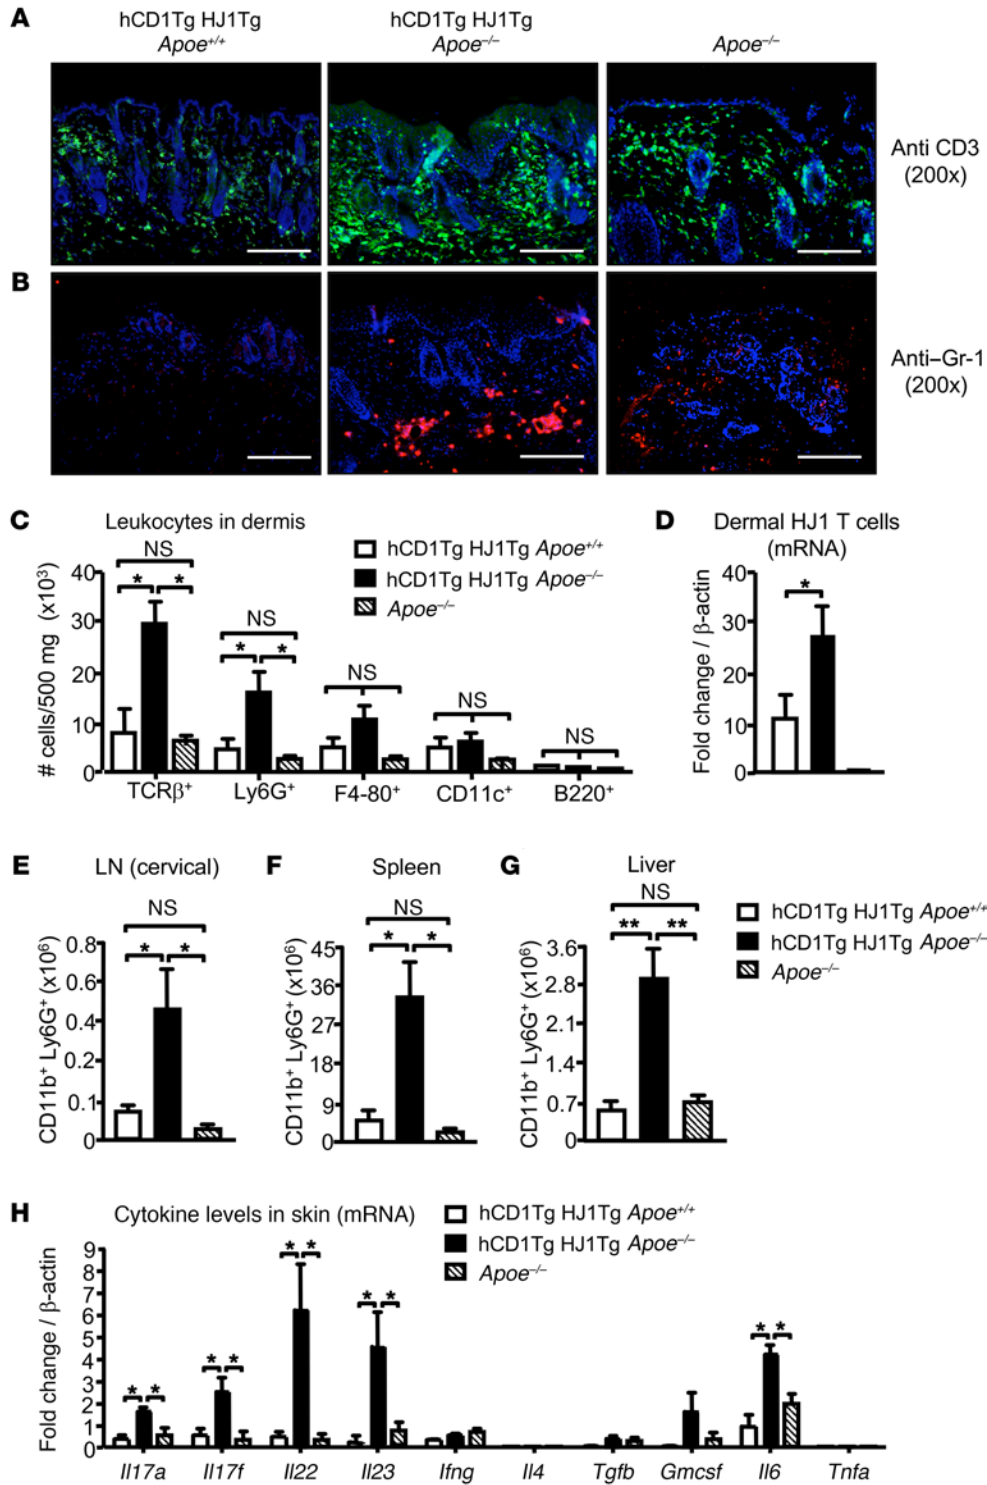 A
hCD1Tg HJ1Tg
Apoe+/+
hCD1Tg HJ1Tg
Apoe–/–
Apoe–/–
Anti CD3
(200x)
B
Anti–Gr-1
(200x)
C
Leukocytes in dermis
hCD1Tg HJ1Tg Apoe+/+
hCD1Tg HJ1Tg Apoe–/–
Apoe–/–
# cells/500 mg (x10³)
40
30
20
10
0
NS
* *
NS
* *
NS
NS
NS
TCRβ+ Ly6G+ F4-80+ CD11c+ B220+
D
Dermal HJ1 T cells
(mRNA)
Fold change / β-actin
40
30
20
10
0
*
E
LN (cervical)
CD11b+ Ly6G+ (x10⁶)
0.8
0.6
0.4
0.2
0.1
0
NS
* *
F
Spleen
CD11b+ Ly6G+ (x10⁶)
45
36
27
18
9
0
NS
* *
G
Liver
CD11b+ Ly6G+ (x10⁶)
3.6
2.8
2.1
1.4
0.7
0
NS
** **
hCD1Tg HJ1Tg Apoe+/+
hCD1Tg HJ1Tg Apoe–/–
Apoe–/–
H
Cytokine levels in skin (mRNA)
hCD1Tg HJ1Tg Apoe+/+
hCD1Tg HJ1Tg Apoe–/–
Apoe–/–
Fold change / β-actin
9
8
7
6
5
4
3
2
1
0
* *
* *
* *
* *
* *
Il17a Il17f Il22 Il23 Ifng Il4 Tgfb Gmcsf Il6 Tnfa